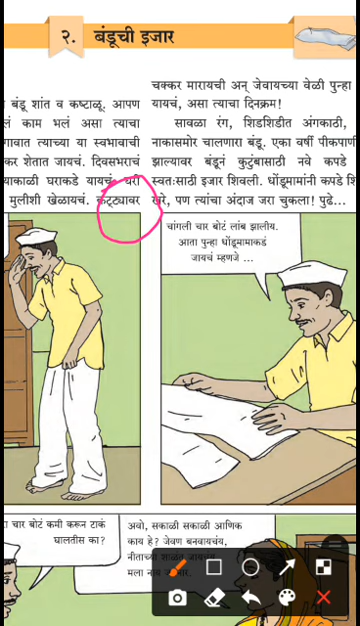 २. बंडूची इजार
बंडू शांत व कष्टाळू. आपण
काम भलं असा त्याचा
गावात त्याच्या या स्वभावाची
कर शेतात जायचं. दिवसभराचं
घराकडे यायचं. घरी
मुलीशी खेळायचं. कट्ट्यावर
चक्कर मारायची अन् जेवायच्या वेळी पुन्हा
यायचं, असा त्याचा दिनक्रम!
सावळा रंग, शिडशिडीत अंगकाठी,
नाकासमोर चालणारा बंडू. एका वर्षी पीकपाणी
झाल्यावर बंडूनं कुटुंबासाठी नवे कपडे
स्वतःसाठी इजार शिवली. धोंडूमामांनी कपडे शि
खरे, पण त्यांचा अंदाज जरा चुकला! पुढे...
चांगली चार बोटं लांब झालीय.
आता पुन्हा धोंडूमामाकडं
जायचं म्हणजे ...
चार बोटं कमी करून टाकं
घालतीस का?
अवो, सकाळी सकाळी आणिक
काय हे? जेवण बनवायचंय,
नीताच्या शाळेत
मला